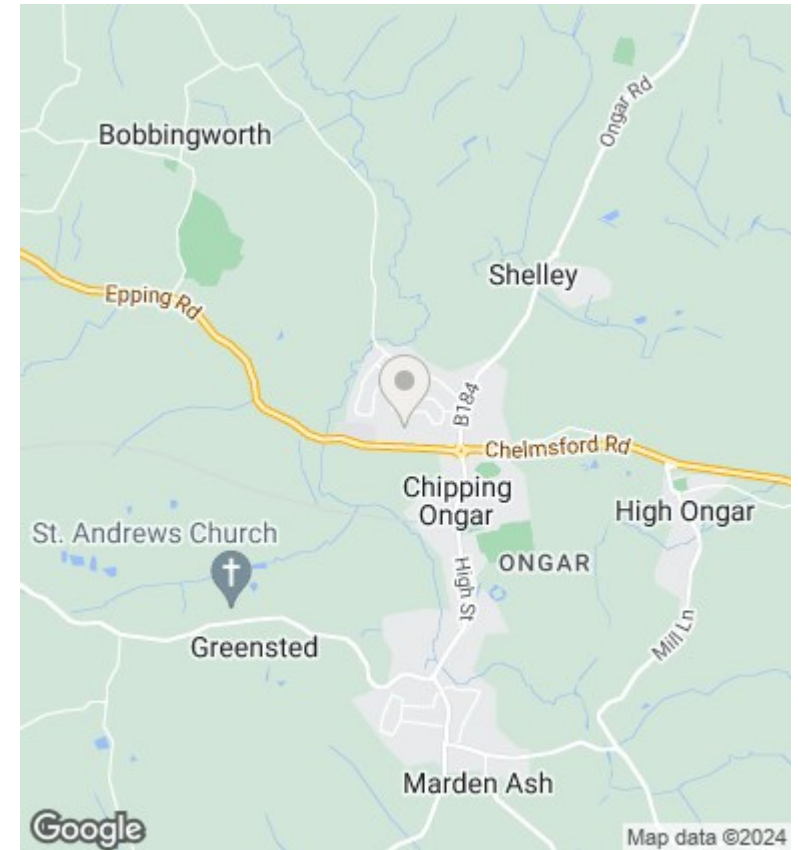 Bobbingworth
Ongar Rd
Shelley
Epping Rd
B184
Chelmsford Rd
Chipping
Ongar
High Ongar
St. Andrews Church
ONGAR
High St
Greensted
Mill Ln
Marden Ash
Google
Map data ©2024